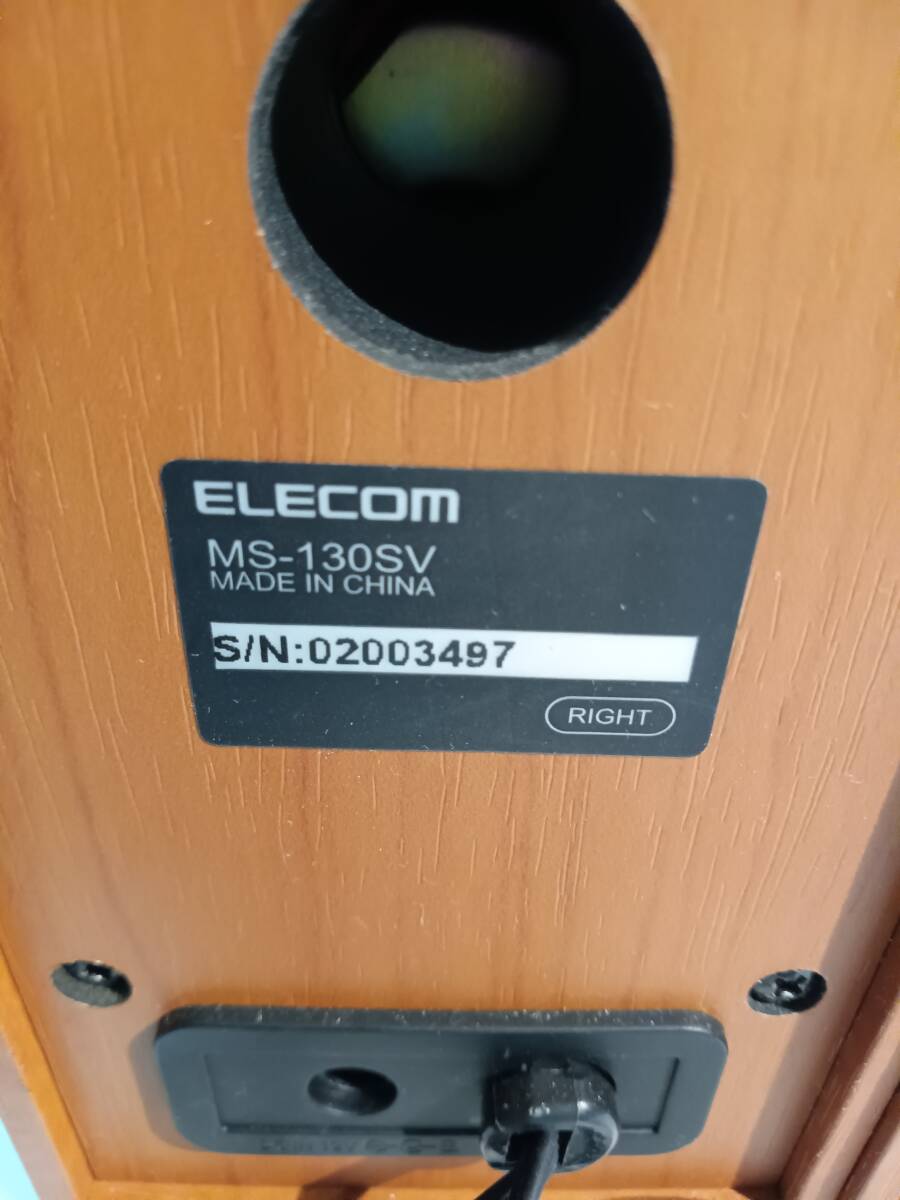 ELECOM
MS-130SV
MADE IN CHINA
S/N:02003497
RIGHT